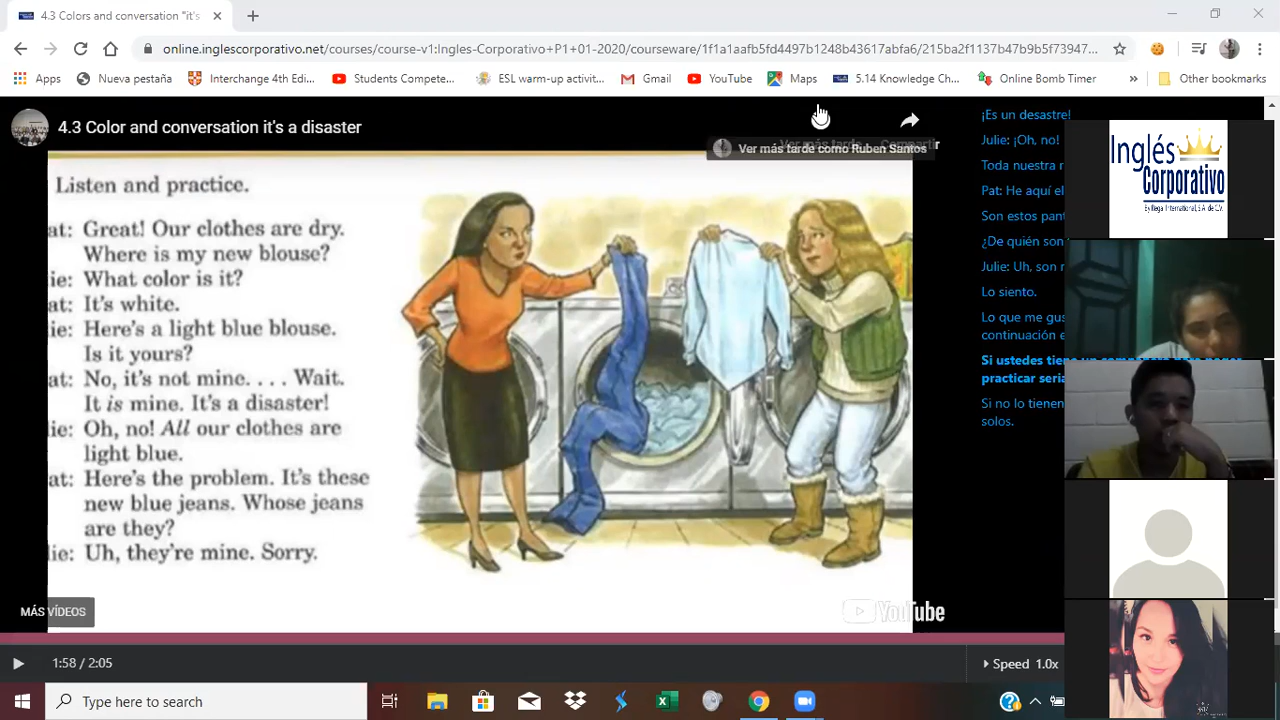 4.3 Colors and conversation "it's
online.inglescorporativo.net/courses/course-v1:Ingles-Corporativo+P1+01-2020/courseware/1f1a1aafb5fd4497b1248b43617abfa6/215ba2f1137b47b9b5f73947...
Apps Nueva pestaña Interchange 4th Edi... Students Compete... ESL warm-up activit... Gmail YouTube Maps 5.14 Knowledge Ch... Online Bomb Timer » Other bookmarks
4.3 Color and conversation it's a disaster
Ver más tarde como Ruben Santos
Listen and practice.
at: Great! Our clothes are dry.
Where is my new blouse?
ie: What color is it?
at: It's white.
ie: Here's a light blue blouse.
Is it yours?
at: No, it's not mine. . . . Wait.
It is mine. It's a disaster!
lie: Oh, no! All our clothes are
light blue.
at: Here's the problem. It's these
new blue jeans. Whose jeans
are they?
lie: Uh, they're mine. Sorry.
MÁS VÍDEOS
YouTube
1:58 / 2:05
Speed 1.0x
¡Es un desastre!
Julie: ¡Oh, no!
Toda nuestra r
Pat: He aquí el
Son estos pant
¿De quién son
Julie: Uh, son r
Lo siento.
Lo que me gus
continuación e
Si ustedes tiene
practicar seria
Si no lo tienen
solos.
Inglés
Corporativo
Type here to search